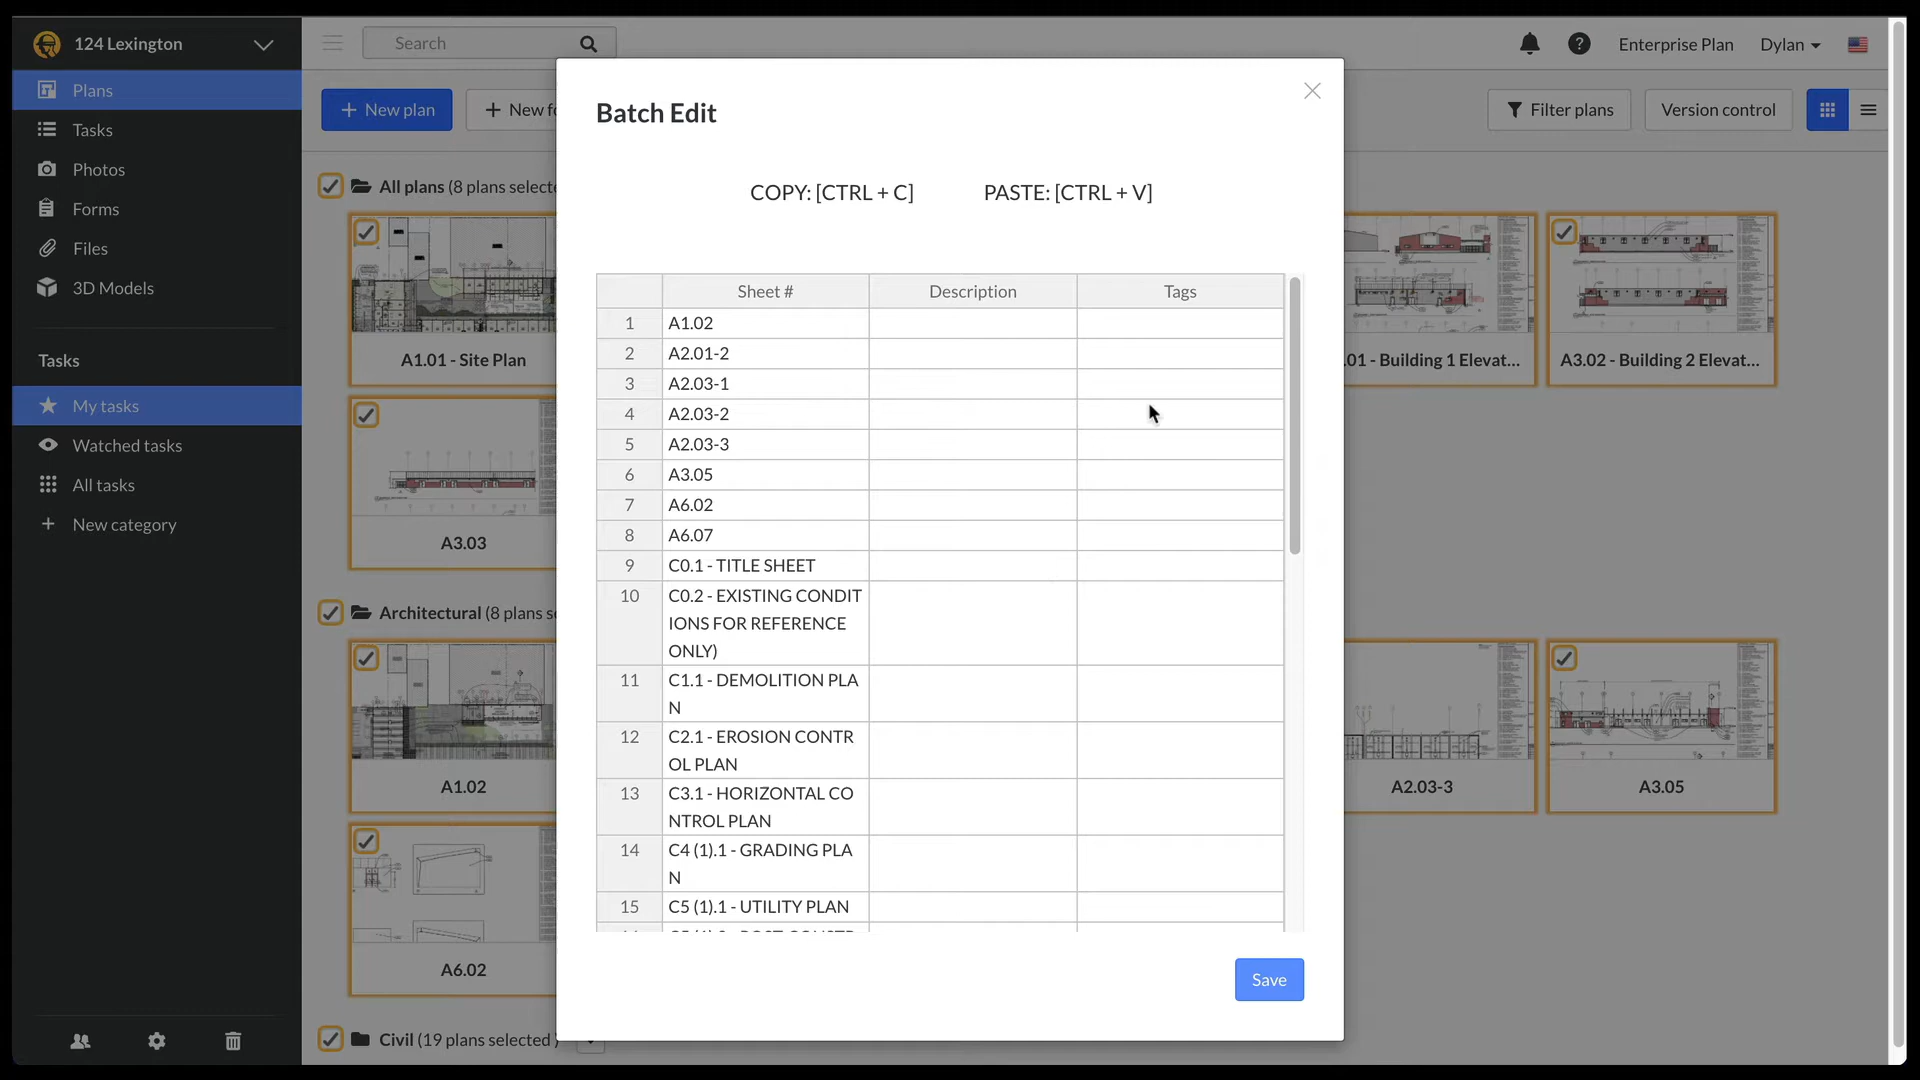 124 Lexington
Search
Enterprise Plan
Dylan
Plans
Tasks
Photos
Forms
Files
3D Models
Tasks
My tasks
Watched tasks
All tasks
New category
New plan
New fo
Filter plans
Version control
All plans (8 plans selecte
A1.01 - Site Plan
.01 - Building 1 Elevat...
A3.02 - Building 2 Elevat...
A3.03
Architectural (8 plans s
A1.02
A2.03-3
A3.05
A6.02
Civil (19 plans selected )
Batch Edit
COPY: [CTRL + C]
PASTE: [CTRL + V]
Sheet # Description Tags
1 A1.02
2 A2.01-2
3 A2.03-1
4 A2.03-2
5 A2.03-3
6 A3.05
7 A6.02
8 A6.07
9 C0.1 - TITLE SHEET
10 C0.2 - EXISTING CONDIT
IONS FOR REFERENCE
ONLY)
11 C1.1 - DEMOLITION PLA
N
12 C2.1 - EROSION CONTR
OL PLAN
13 C3.1 - HORIZONTAL CO
NTROL PLAN
14 C4 (1).1 - GRADING PLA
N
15 C5 (1).1 - UTILITY PLAN
Save